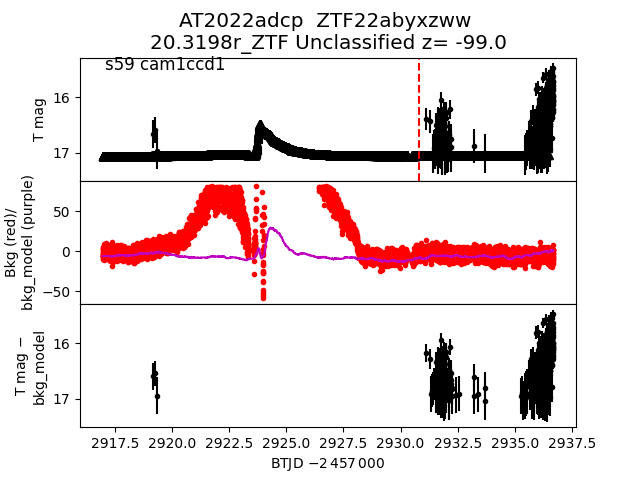 AT2022adcp  ZTF22abyxzww
20.3198r_ZTF Unclassified z= -99.0
s59 cam1ccd1
T mag
16
17
Bkg (red)/
bkg_model (purple)
50
0
−50
T mag −
bkg_model
16
17
2917.5 2920.0 2922.5 2925.0 2927.5 2930.0 2932.5 2935.0 2937.5
BTJD −2 457 000